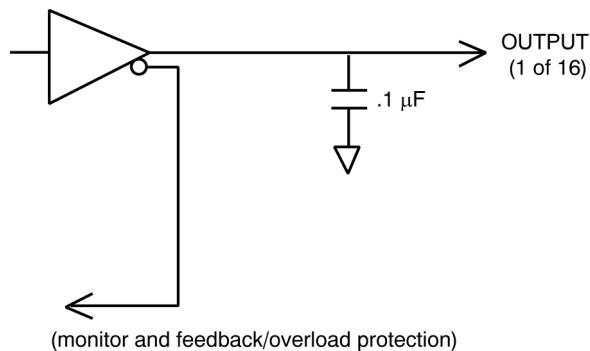 OUTPUT
(1 of 16)
.1 μF
(monitor and feedback/overload protection)